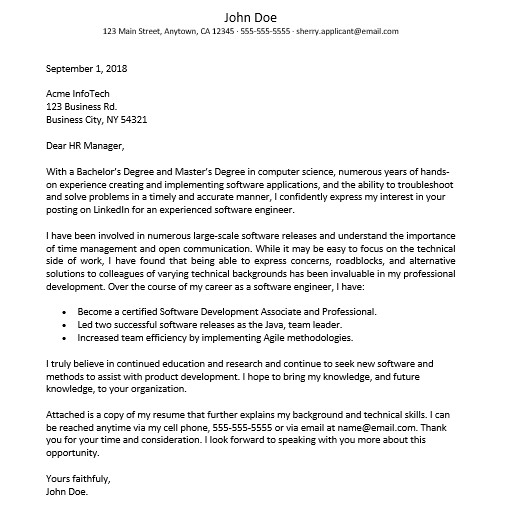 John Doe
123 Main Street, Anytown, CA 12345 · 555-555-5555 · sherry.applicant@email.com
September 1, 2018
Acme InfoTech
123 Business Rd.
Business City, NY 54321
Dear HR Manager,
With a Bachelor's Degree and Master's Degree in computer science, numerous years of hands-
on experience creating and implementing software applications, and the ability to troubleshoot
and solve problems in a timely and accurate manner, I confidently express my interest in your
posting on LinkedIn for an experienced software engineer.
I have been involved in numerous large-scale software releases and understand the importance
of time management and open communication. While it may be easy to focus on the technical
side of work, I have found that being able to express concerns, roadblocks, and alternative
solutions to colleagues of varying technical backgrounds has been invaluable in my professional
development. Over the course of my career as a software engineer, I have:
• Become a certified Software Development Associate and Professional.
• Led two successful software releases as the Java, team leader.
• Increased team efficiency by implementing Agile methodologies.
I truly believe in continued education and research and continue to seek new software and
methods to assist with product development. I hope to bring my knowledge, and future
knowledge, to your organization.
Attached is a copy of my resume that further explains my background and technical skills. I can
be reached anytime via my cell phone, 555-555-5555 or via email at name@email.com. Thank
you for your time and consideration. I look forward to speaking with you more about this
opportunity.
Yours faithfully,
John Doe.